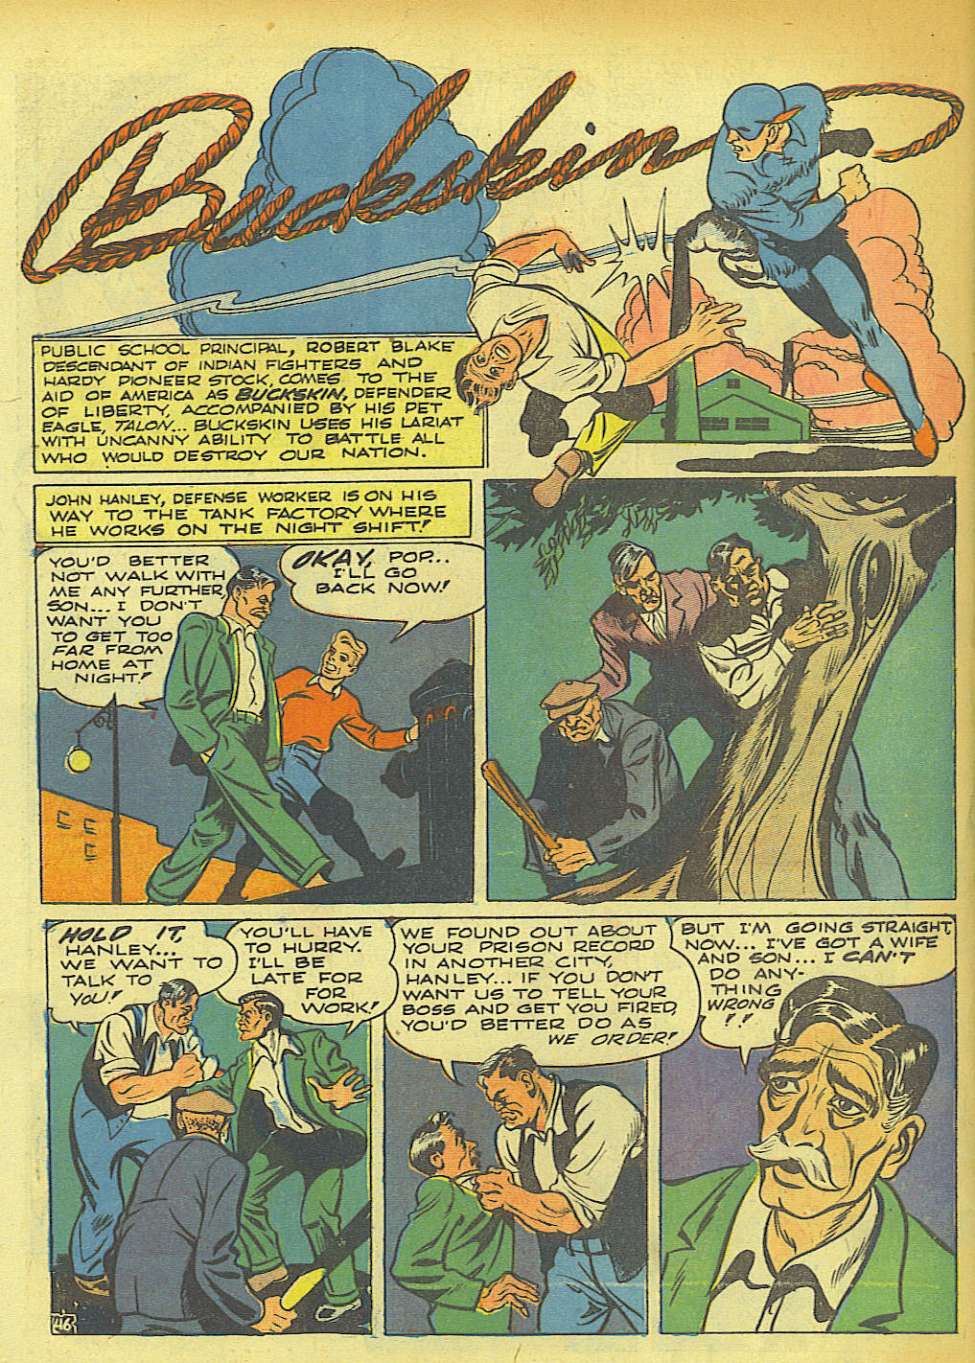 Buckskin
PUBLIC SCHOOL PRINCIPAL, ROBERT BLAKE
DESCENDANT OF INDIAN FIGHTERS AND
HARDY PIONEER STOCK, COMES TO THE
AID OF AMERICA AS BUCKSKIN, DEFENDER
OF LIBERTY, ACCOMPANIED BY HIS PET
EAGLE, TALON... BUCKSKIN USES HIS LARIAT
WITH UNCANNY ABILITY TO BATTLE ALL
WHO WOULD DESTROY OUR NATION.
JOHN HANLEY, DEFENSE WORKER IS ON HIS
WAY TO THE TANK FACTORY WHERE
HE WORKS ON THE NIGHT SHIFT!
YOU'D BETTER
NOT WALK WITH
ME ANY FURTHER,
SON... I DON'T
WANT YOU
TO GET TOO
FAR FROM
HOME AT
NIGHT!
OKAY, POP...
I'LL GO
BACK NOW!
HOLD IT,
HANLEY...
WE WANT TO
TALK TO
YOU!
YOU'LL HAVE
TO HURRY.
I'LL BE
LATE FOR
FOR
WORK!
WE FOUND OUT ABOUT
YOUR PRISON RECORD
IN ANOTHER CITY,
HANLEY... IF YOU DON'T
WANT US TO TELL YOUR
BOSS AND GET YOU FIRED,
YOU'D BETTER DO AS
WE ORDER!
BUT I'M GOING STRAIGHT,
NOW... I'VE GOT A WIFE
AND SON... I CAN'T
DO ANY-
THING
WRONG
!!
46